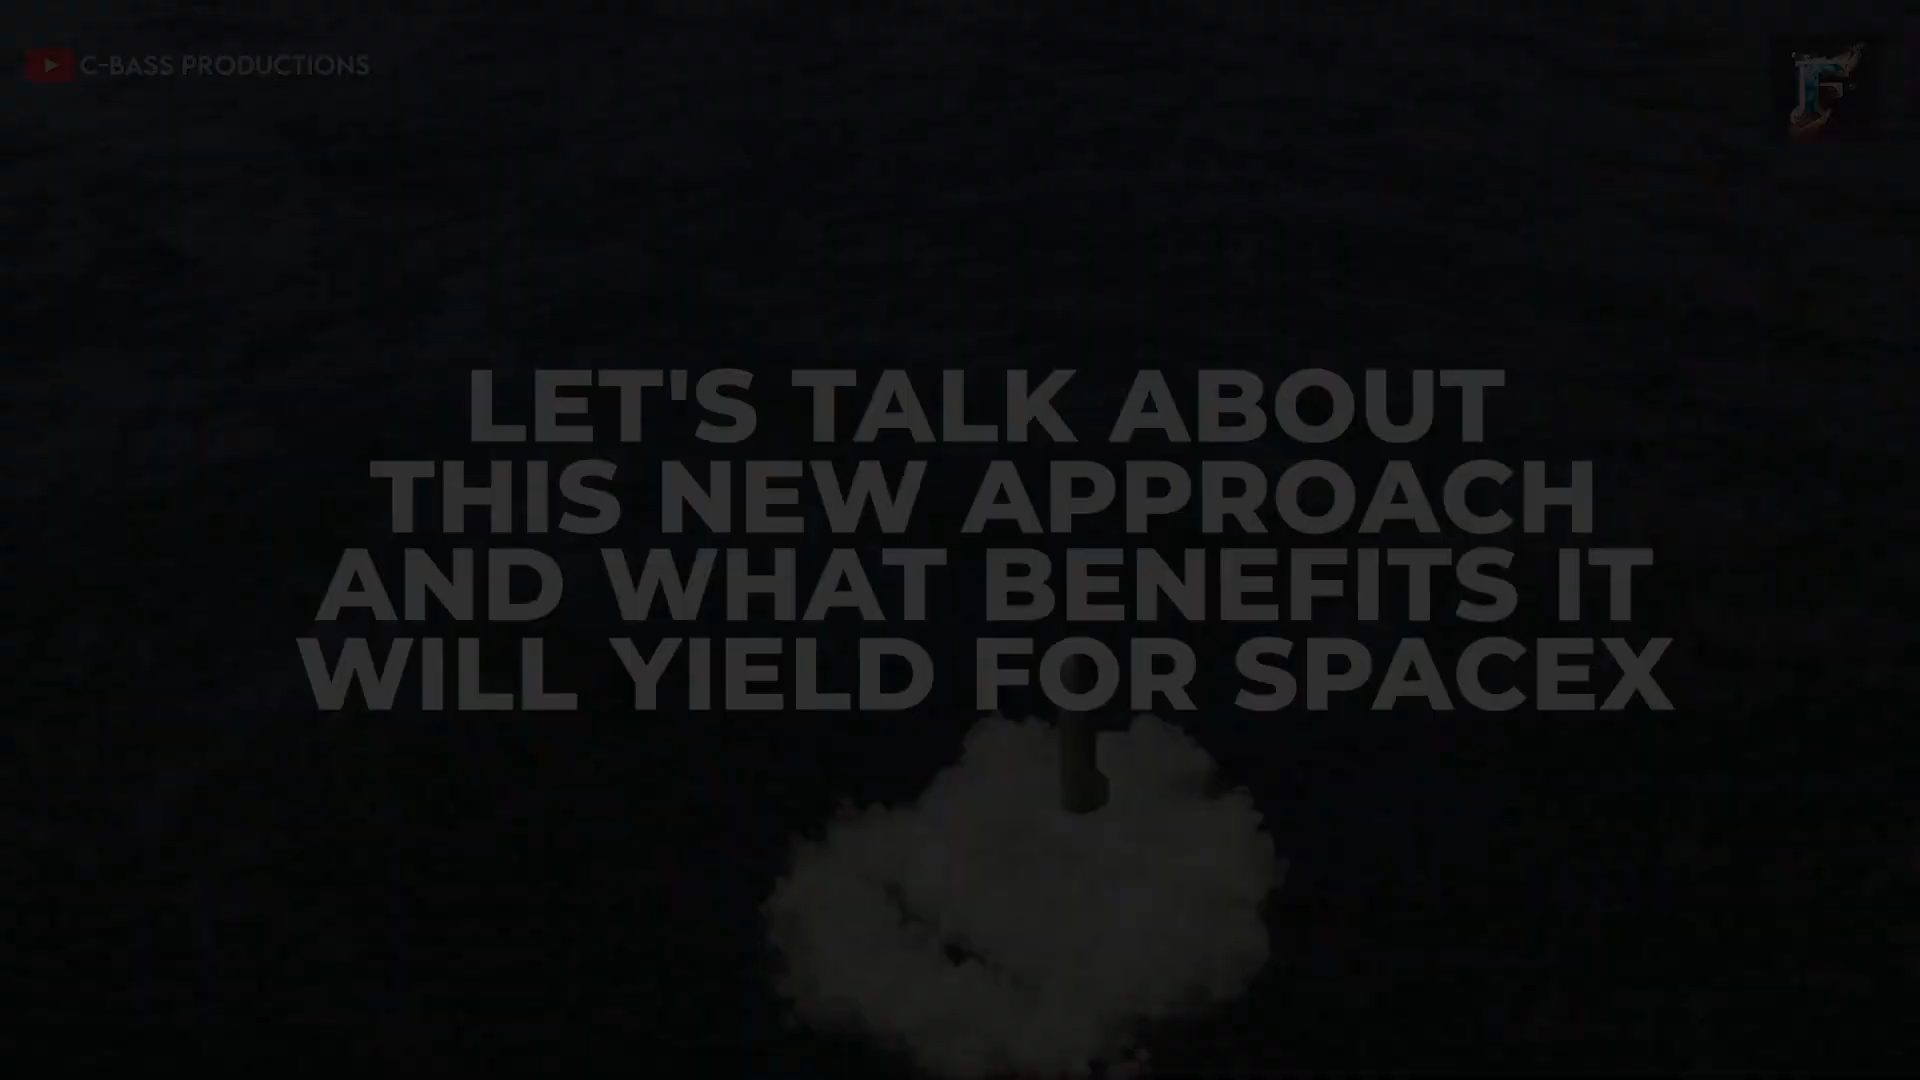 C-BASS PRODUCTIONS
F
LET'S TALK ABOUT
THIS NEW APPROACH
AND WHAT BENEFITS IT
WILL YIELD FOR SPACEX